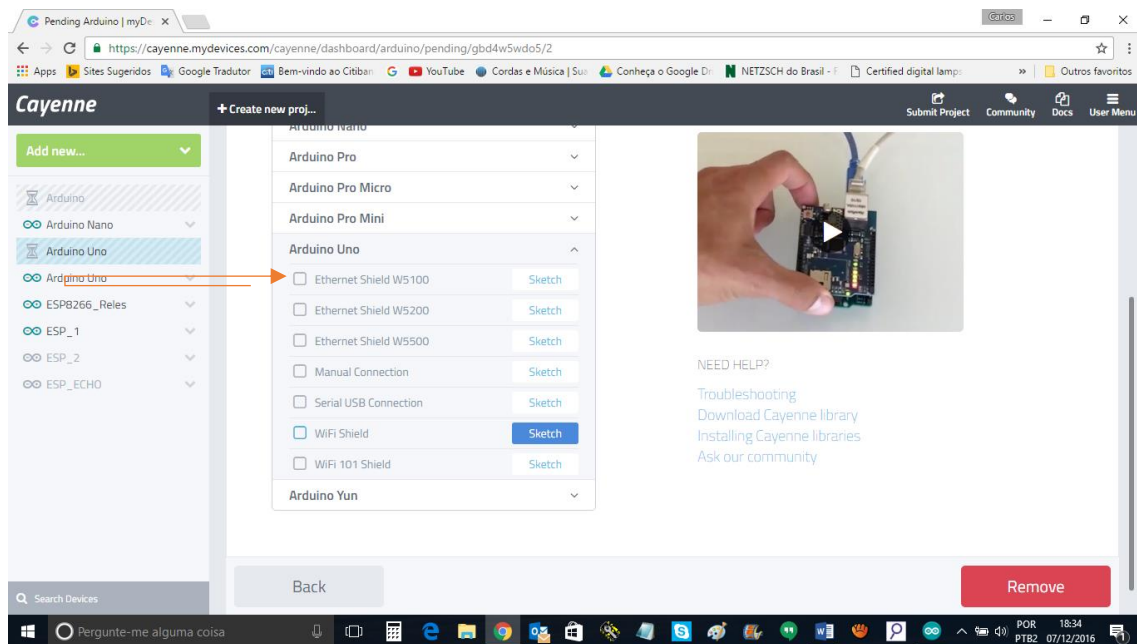 Pending Arduino | myDe
Carlos
https://cayenne.mydevices.com/cayenne/dashboard/arduino/pending/gbd4w5wdo5/2
Apps Sites Sugeridos Google Tradutor Bem-vindo ao Citiban YouTube Cordas e Música | Sua Conheça o Google Dr NETZSCH do Brasil - F Certified digital lamp: » Outros favoritos
Cayenne
+ Create new proj...
Submit Project Community Docs User Menu
Add new...
Arduino
Arduino Nano
Arduino Uno
Arduino Uno
ESP8266_Reles
ESP_1
ESP_2
ESP_ECHO
Search Devices
Arduino Nano
Arduino Pro
Arduino Pro Micro
Arduino Pro Mini
Arduino Uno
Ethernet Shield W5100 Sketch
Ethernet Shield W5200 Sketch
Ethernet Shield W5500 Sketch
Manual Connection Sketch
Serial USB Connection Sketch
WiFi Shield Sketch
WiFi 101 Shield Sketch
Arduino Yun
NEED HELP?
Troubleshooting
Download Cayenne library
Installing Cayenne libraries
Ask our community
Back
Remove
Pergunte-me alguma coisa
POR 18:34
PTB2 07/12/2016